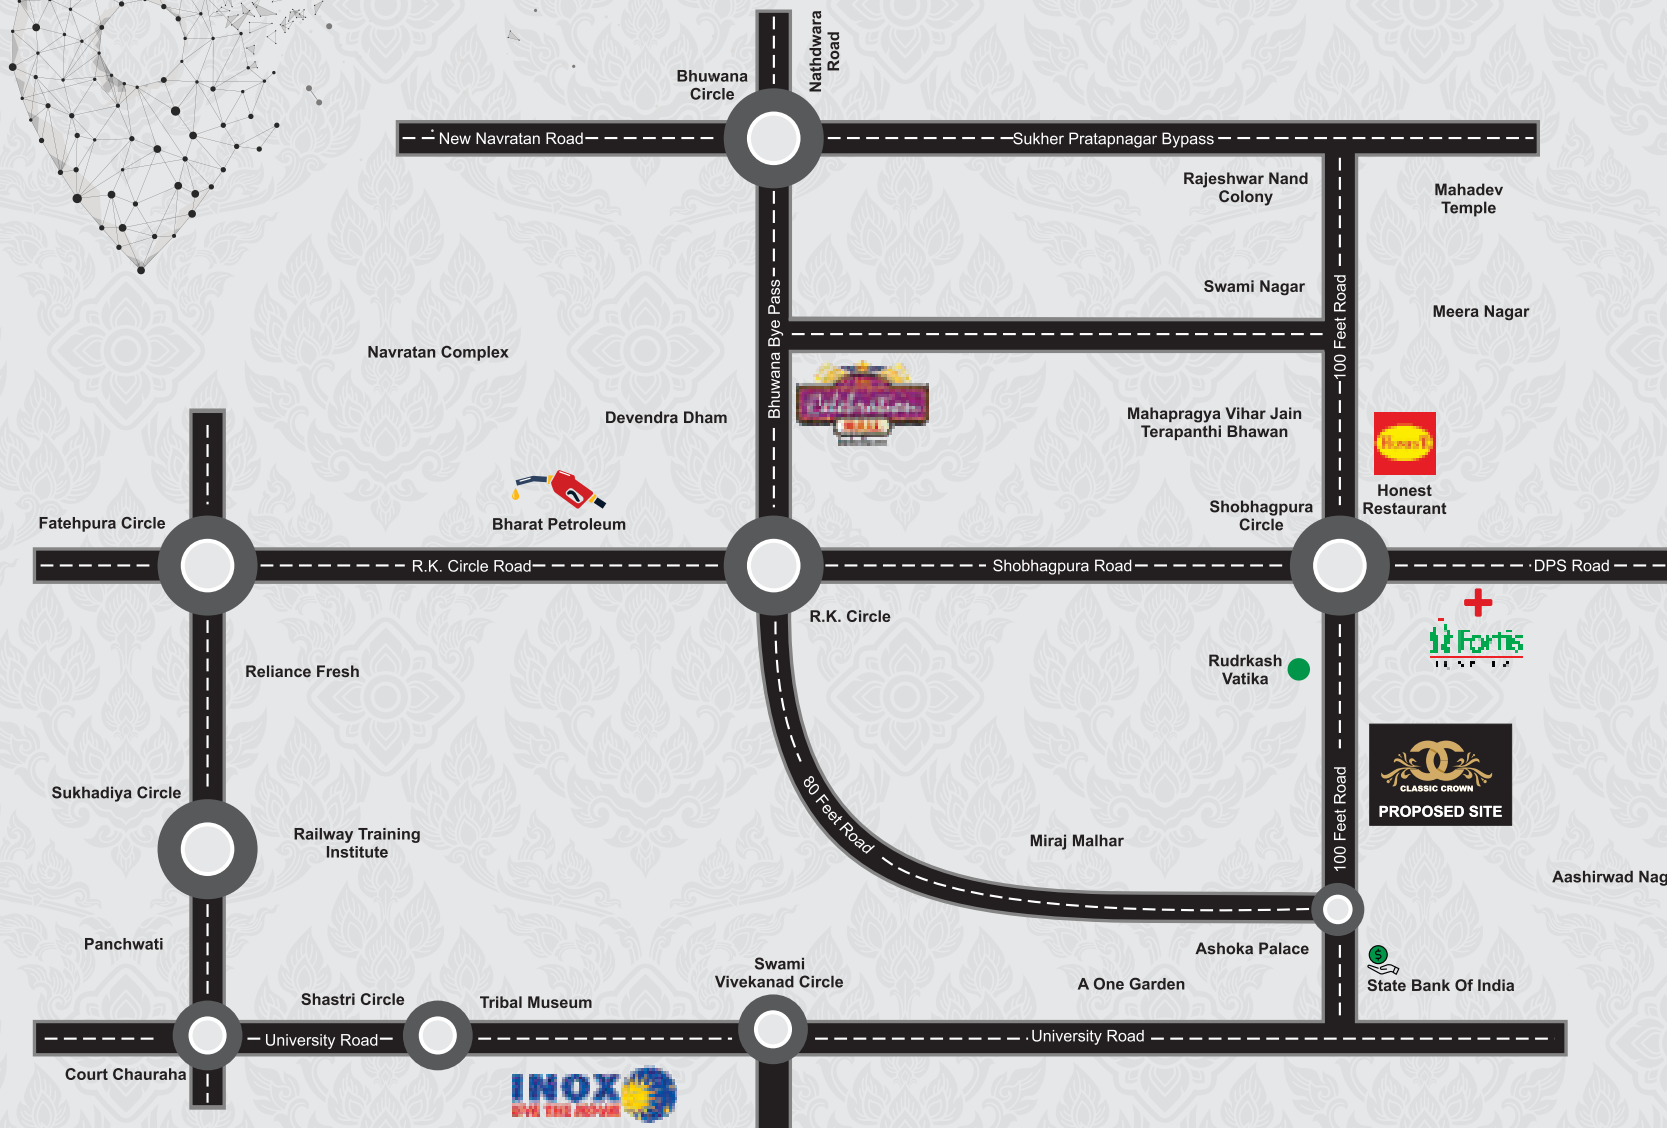 Nathdwara
Road
Bhuwana
Circle
New Navratan Road
Sukher Pratapnagar Bypass
Rajeshwar Nand
Colony
Mahadev
Temple
Swami Nagar
Meera Nagar
100 Feet Road
Bhuwana Bye Pass
Navratan Complex
Celebration
MALL
Devendra Dham
Mahapragya Vihar Jain
Terapanthi Bhawan
Honest
Restaurant
Shobhagpura
Circle
Fatehpura Circle
Bharat Petroleum
R.K. Circle Road
Shobhagpura Road
DPS Road
R.K. Circle
Fortis
Rudrkash
Vatika
Reliance Fresh
CLASSIC CROWN
PROPOSED SITE
Sukhadiya Circle
80 Feet Road
100 Feet Road
Railway Training
Institute
Miraj Malhar
Aashirwad Nag
Panchwati
Ashoka Palace
Swami
Vivekanad Circle
A One Garden
State Bank Of India
Shastri Circle
Tribal Museum
University Road
University Road
Court Chauraha
INOX
LIVE THE MOVIE